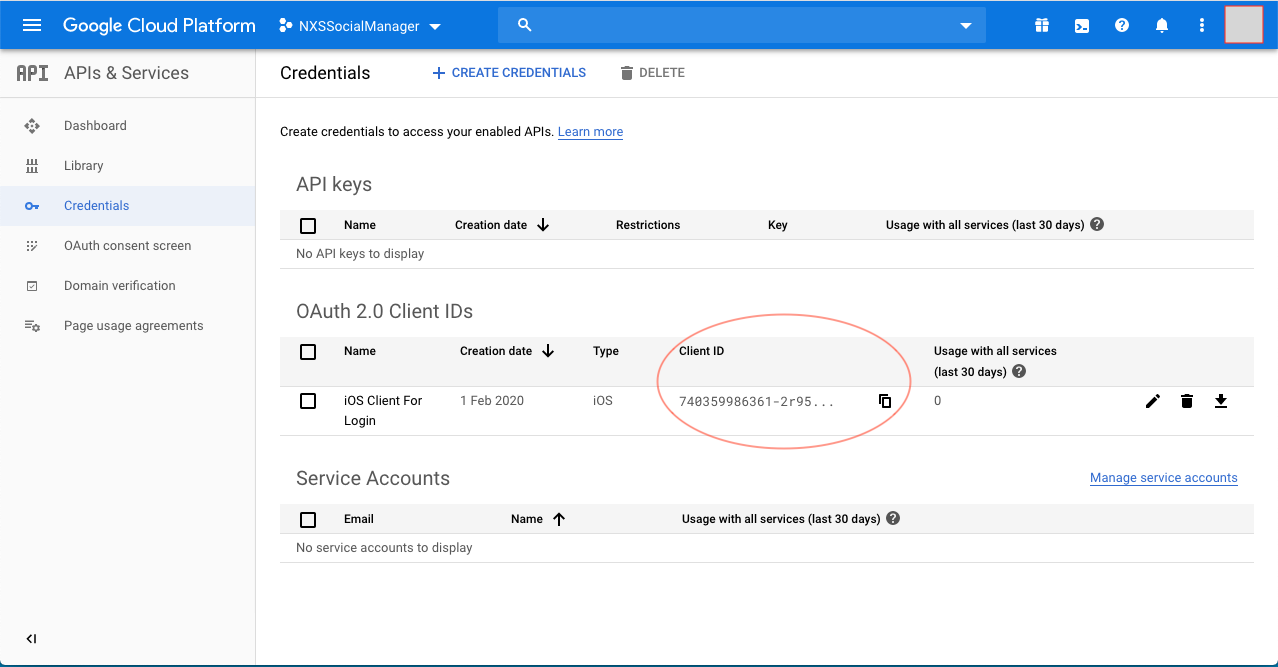 Google Cloud Platform NXSSocialManager
API APIs & Services
Credentials CREATE CREDENTIALS DELETE
Dashboard
Library
Credentials
OAuth consent screen
Domain verification
Page usage agreements
Create credentials to access your enabled APIs. Learn more
API keys
Name Creation date Restrictions Key Usage with all services (last 30 days)
No API keys to display
OAuth 2.0 Client IDs
Name Creation date Type Client ID Usage with all services
(last 30 days)
iOS Client For 1 Feb 2020 iOS 740359986361-2r95... 0
Login
Service Accounts Manage service accounts
Email Name Usage with all services (last 30 days)
No service accounts to display